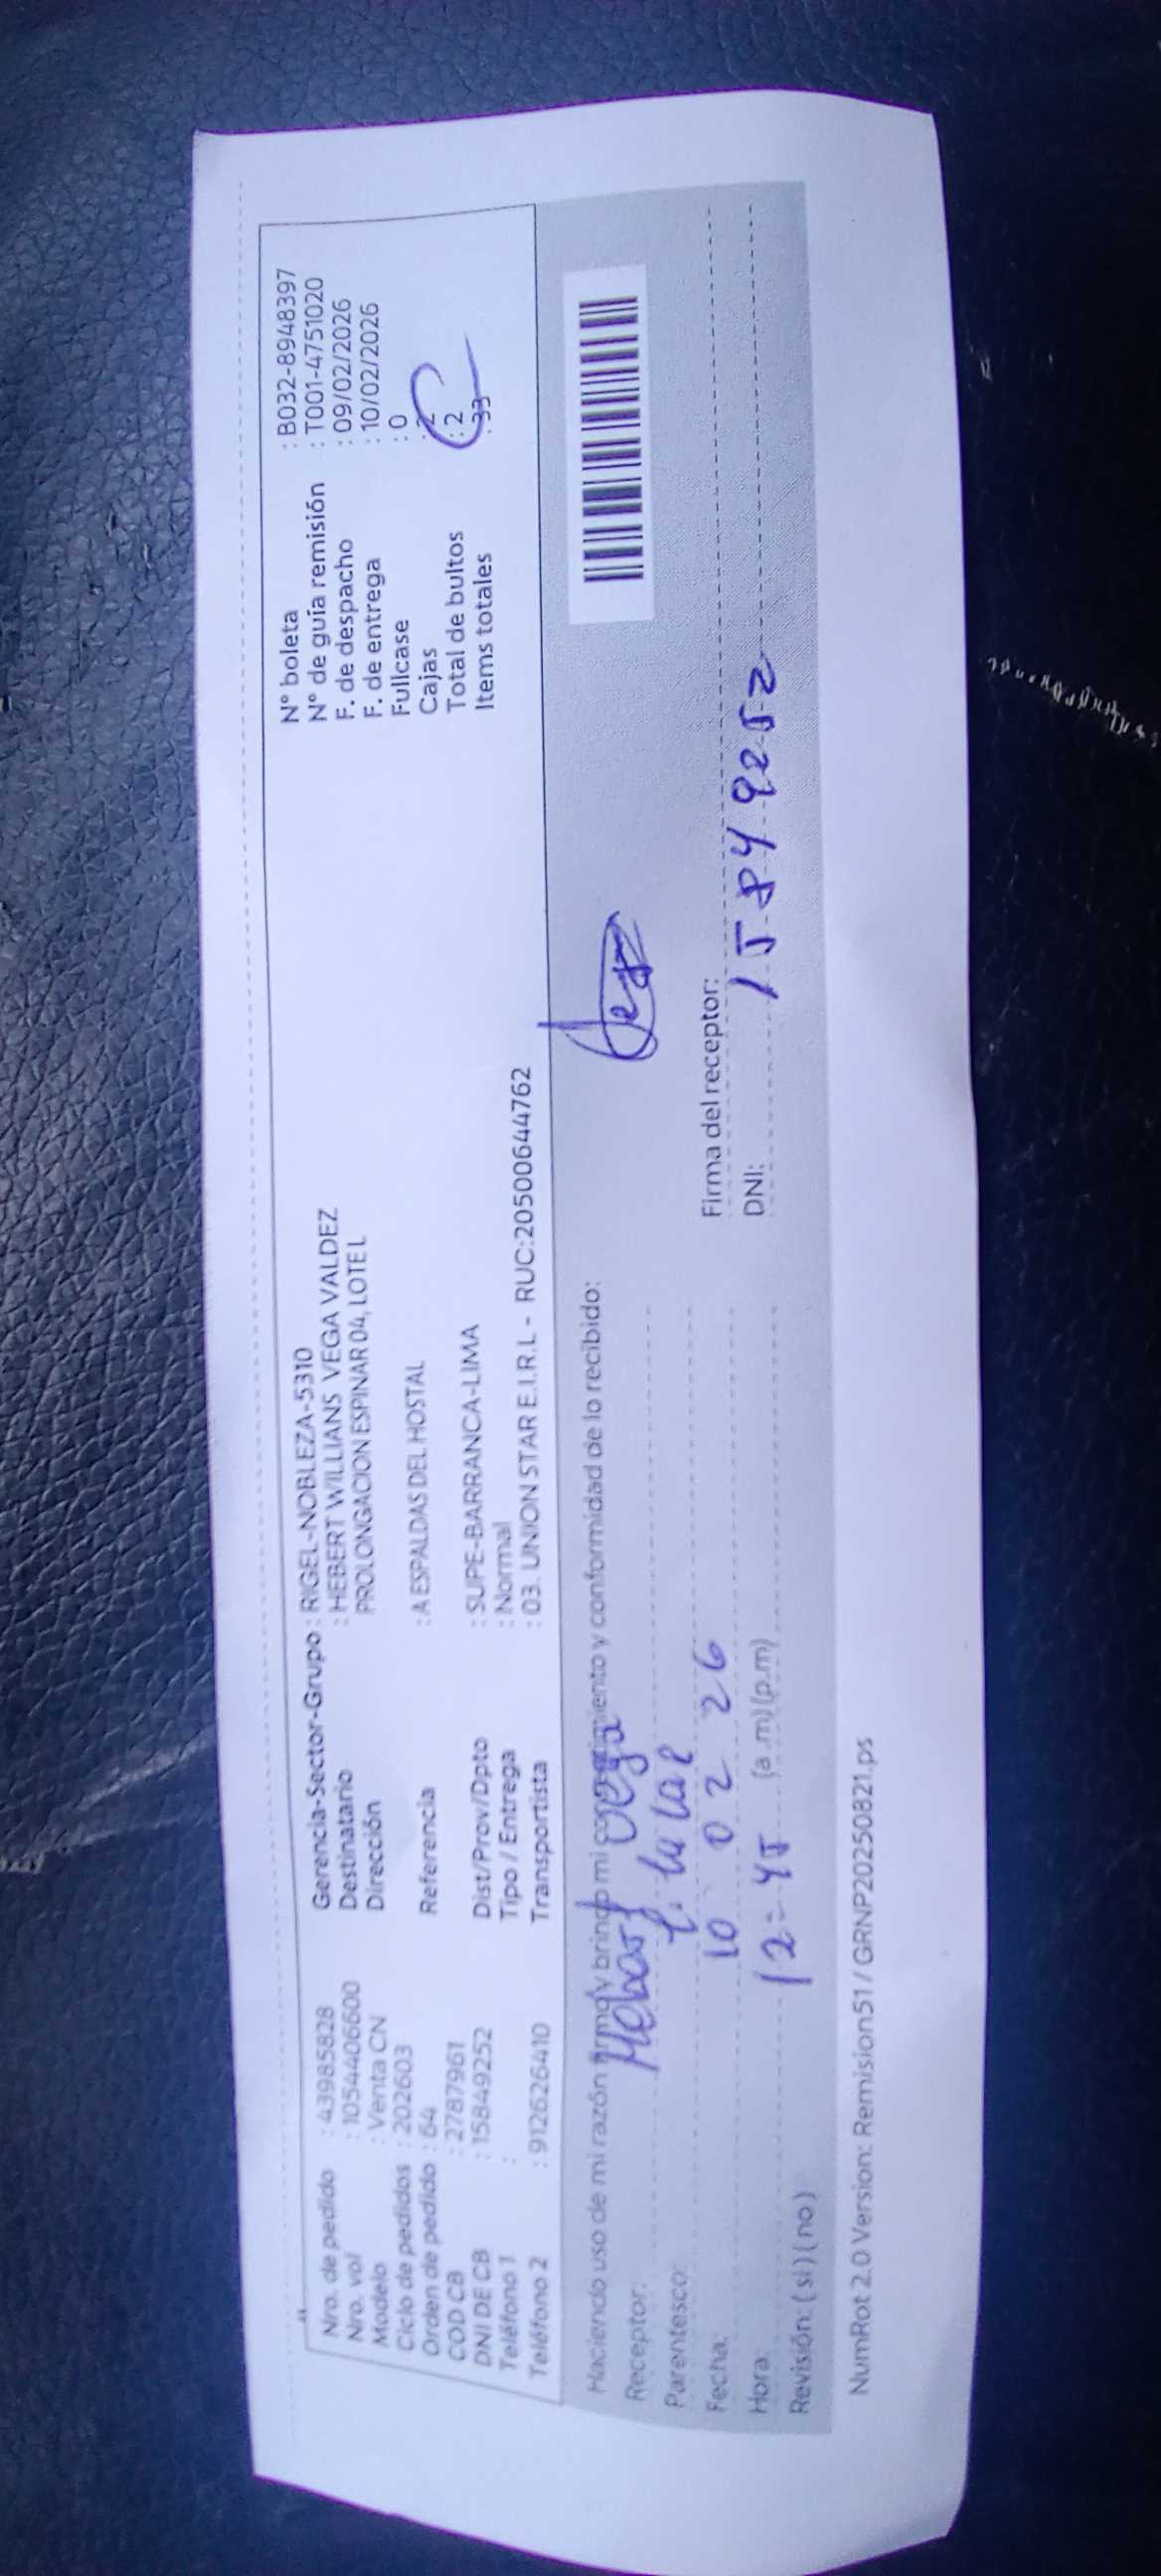 Nro. de pedido : 43985828
Nro. vol : 1054406600
Modelo : Venta CN
Ciclo de pedidos : 202603
Orden de pedido : 64
COD CB : 2787961
DNI DE CB : 15849252
Teléfono 1 :
Teléfono 2 : 912626410
Gerencia-Sector-Grupo : RIGEL-NOBLEZA-5310
Destinatario : HEBERT WILLIANS VEGA VALDEZ
Dirección PROLONGACION ESPINAR 04, LOTE L
Referencia : A ESPALDAS DEL HOSTAL
Dist/Prov/Dpto : SUPE-BARRANCA-LIMA
Tipo / Entrega : Normal
Transportista : 03. UNION STAR E.I.R.L - RUC:20500644762
N° boleta : B032-8948397
N° de guía remisión : T001-4751020
F. de despacho : 09/02/2026
F. de entrega : 10/02/2026
Fullcase : 0
Cajas : 2
Total de bultos : 2
Items totales : 33
Haciendo uso de mi razón firmo y brindo mi consentimiento y conformidad de lo recibido:
Receptor: Vega
Parentesco:
Fecha: 10 02 26
Hora: 12-45 (a.m) (p.m)
Revisión: (si) (no)
Firma del receptor:
DNI: 15849252
NumRot 2.0 Version: Remision51 / GRNP20250821.ps